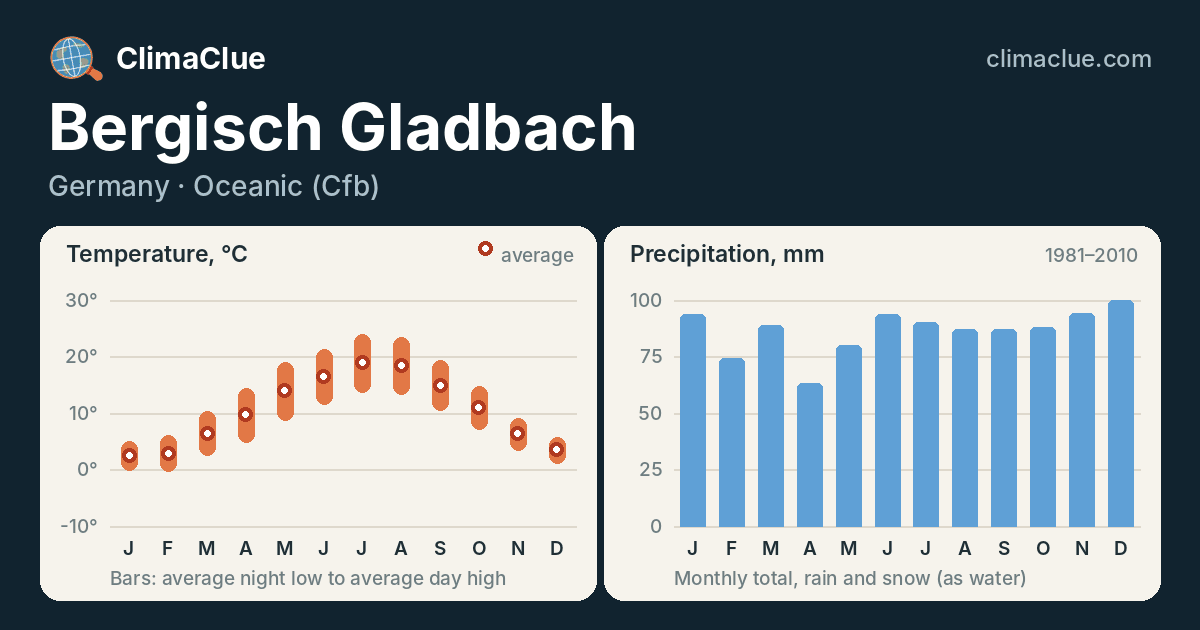 ClimaClue
climaclue.com
Bergisch Gladbach
Germany · Oceanic (Cfb)
Temperature, °C
average
30°
20°
10°
0°
-10°
J F M A M J J A S O N D
Bars: average night low to average day high
Precipitation, mm
1981–2010
100
75
50
25
0
J F M A M J J A S O N D
Monthly total, rain and snow (as water)